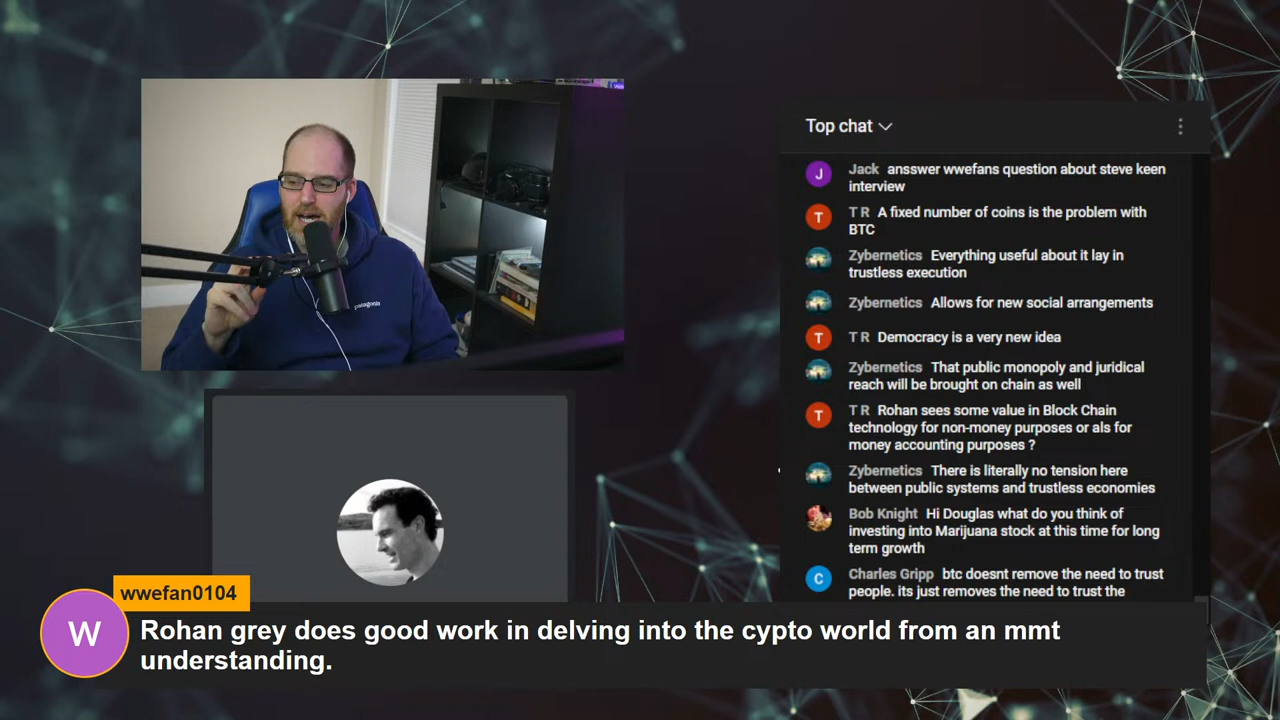 patagonia
Top chat
J
Jack ansswer wwefans question about steve keen
interview
T
T R A fixed number of coins is the problem with
BTC
Zybernetics Everything useful about it lay in
trustless execution
Zybernetics Allows for new social arrangements
T
T R Democracy is a very new idea
Zybernetics That public monopoly and juridical
reach will be brought on chain as well
T
T R Rohan sees some value in Block Chain
technology for non-money purposes or als for
money accounting purposes ?
Zybernetics There is literally no tension here
between public systems and trustless economies
Bob Knight Hi Douglas what do you think of
investing into Marijuana stock at this time for long
term growth
C
Charles Gripp btc doesnt remove the need to trust
people. its just removes the need to trust the
wwefan0104
W
Rohan grey does good work in delving into the cypto world from an mmt
understanding.